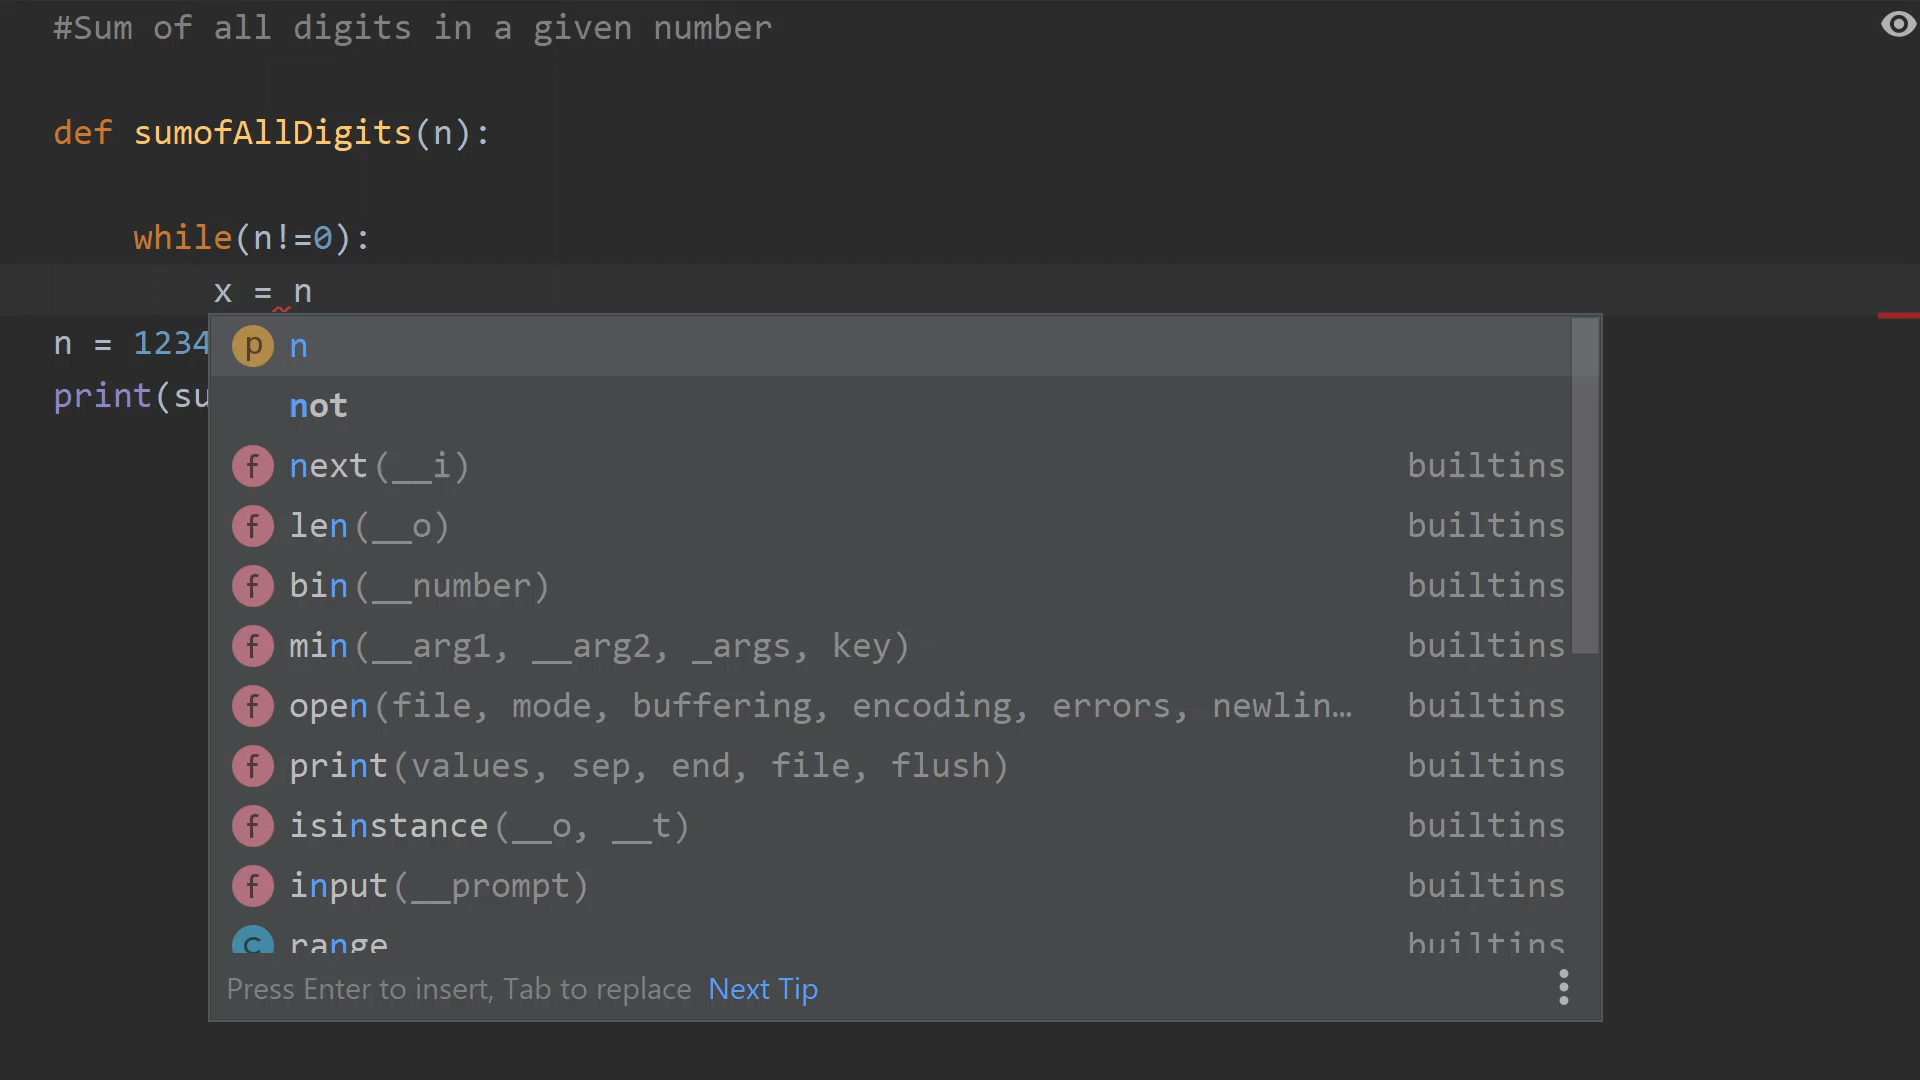 #Sum of all digits in a given number
def sumofAllDigits(n):
while(n!=0):
x = n
n = 1234
print(su
p n
not
f next(__i) builtins
f len(__o) builtins
f bin(__number) builtins
f min(__arg1, __arg2, _args, key) builtins
f open(file, mode, buffering, encoding, errors, newlin… builtins
f print(values, sep, end, file, flush) builtins
f isinstance(__o, __t) builtins
f input(__prompt) builtins
C range builtins
Press Enter to insert, Tab to replace Next Tip